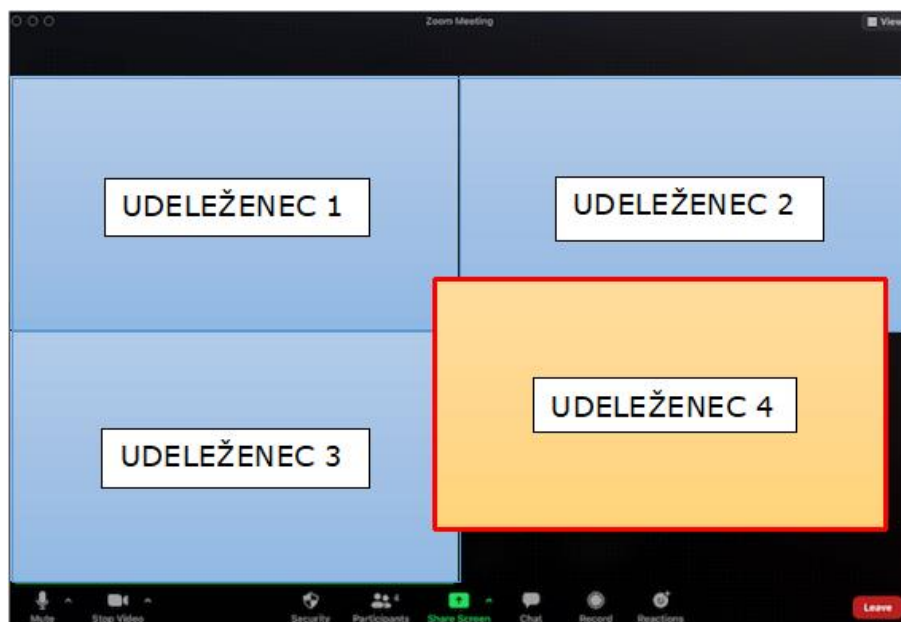 Zoom Meeting
View
UDELEŽENEC 1
UDELEŽENEC 2
UDELEŽENEC 3
UDELEŽENEC 4
Mute
Stop Video
Security
Participants
4
Share Screen
Chat
Record
Reactions
Leave